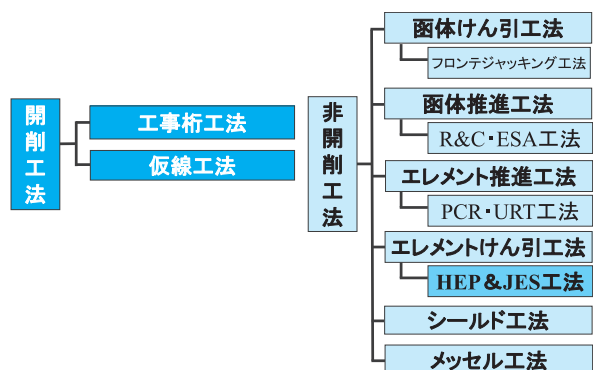 開削工法
工事桁工法
仮線工法
非開削工法
函体けん引工法
フロンテジャッキング工法
函体推進工法
R&C・ESA工法
エレメント推進工法
PCR・URT工法
エレメントけん引工法
HEP＆JES工法
シールド工法
メッセル工法